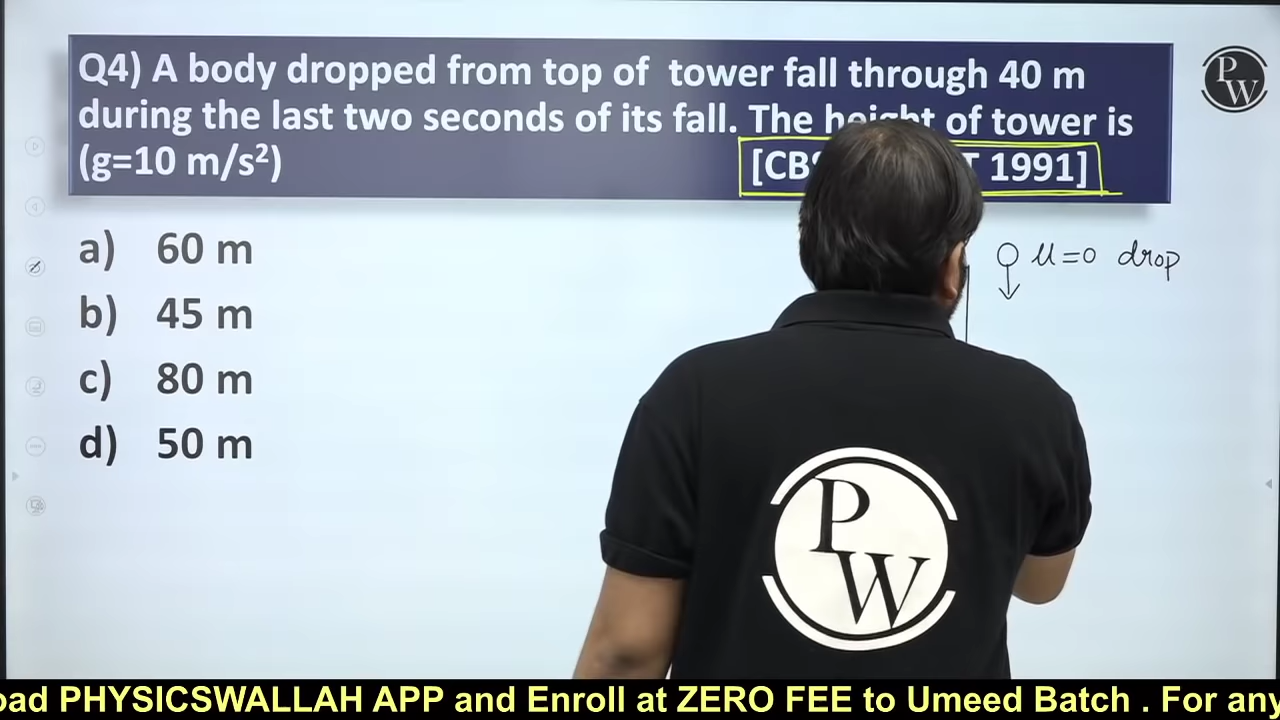 Q4) A body dropped from top of tower fall through 40 m
during the last two seconds of its fall. The height of tower is
(g=10 m/s²) 1991]
a) 60 m
b) 45 m
c) 80 m
d) 50 m
u=0 drop
PW
PW
PHYSICSWALLAH APP and Enroll at ZERO FEE to Umeed Batch . For any